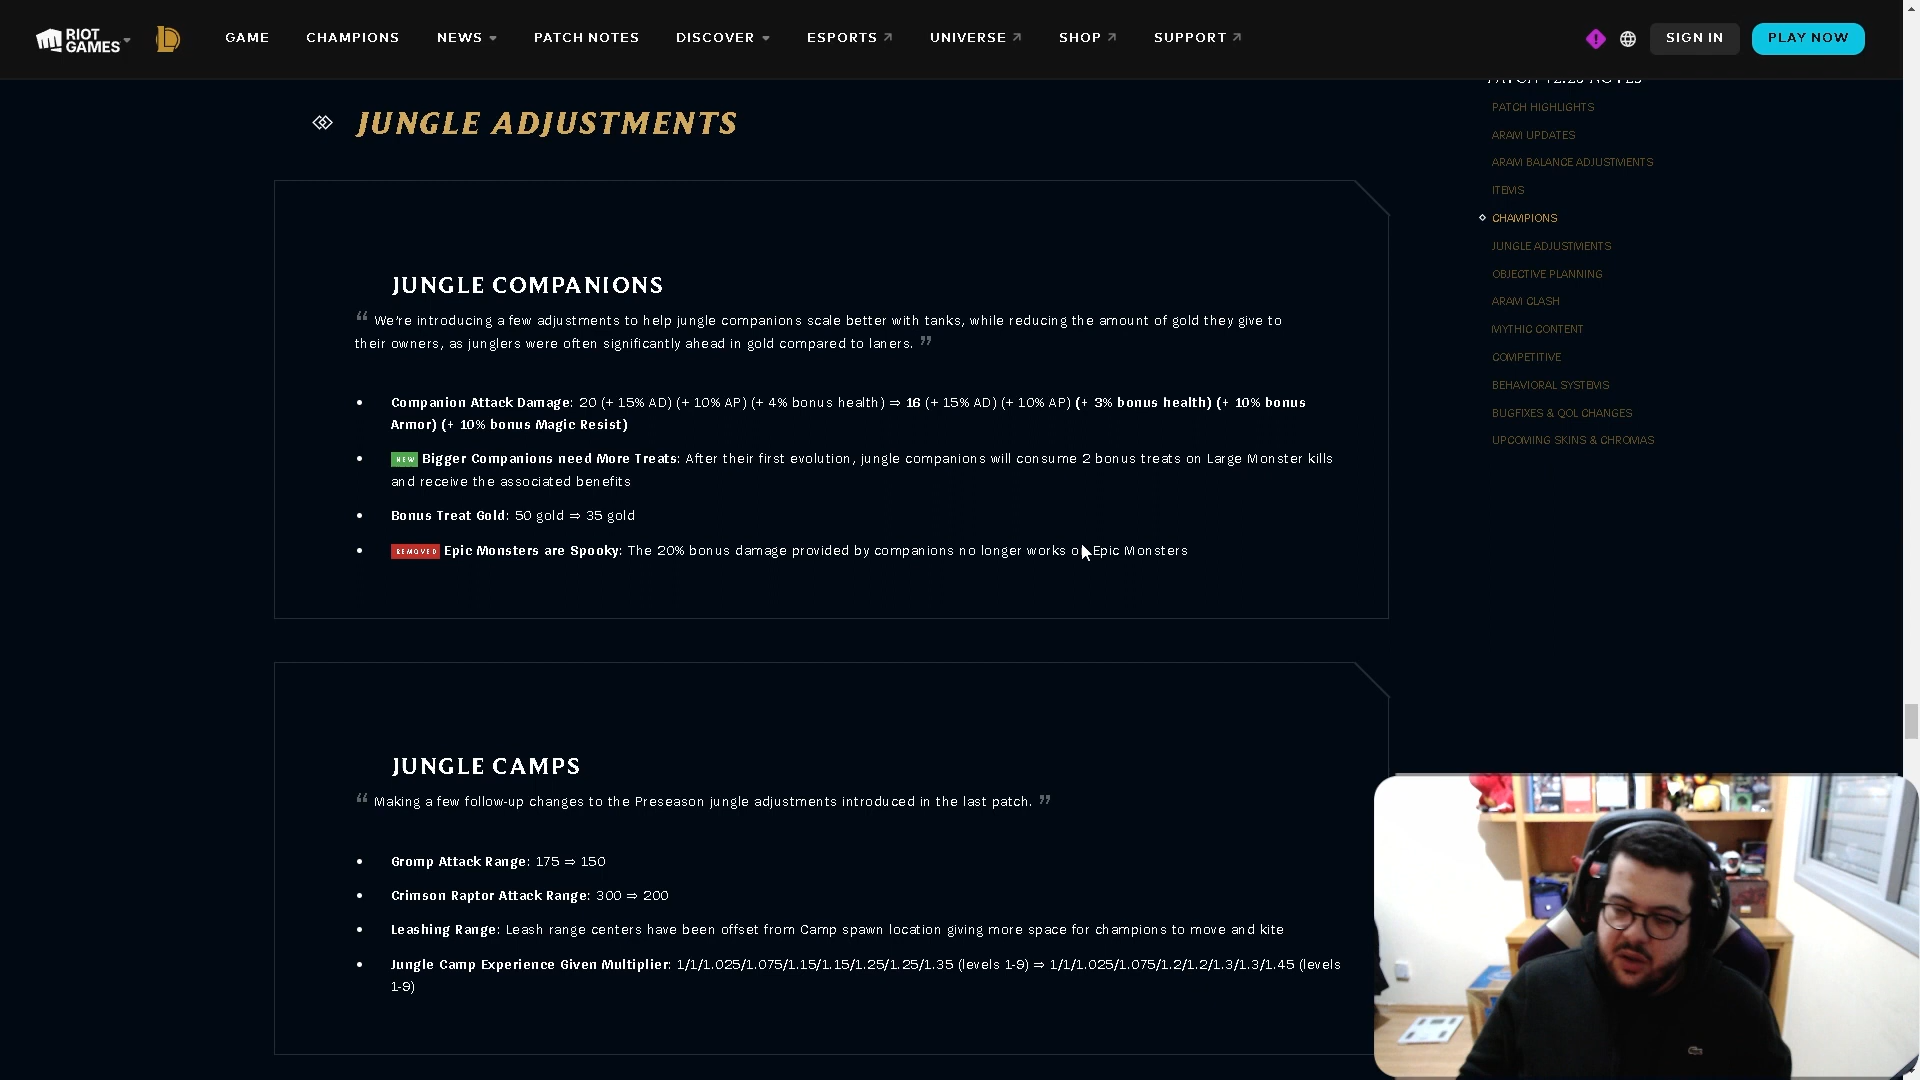 RIOT GAMES
GAME CHAMPIONS NEWS PATCH NOTES DISCOVER ESPORTS UNIVERSE SHOP SUPPORT SIGN IN PLAY NOW
JUNGLE ADJUSTMENTS
JUNGLE COMPANIONS
“ We're introducing a few adjustments to help jungle companions scale better with tanks, while reducing the amount of gold they give to
their owners, as junglers were often significantly ahead in gold compared to laners. ”
• Companion Attack Damage: 20 (+ 15% AD) (+ 10% AP) (+ 4% bonus health) ⇒ 16 (+ 15% AD) (+ 10% AP) (+ 3% bonus health) (+ 10% bonus
Armor) (+ 10% bonus Magic Resist)
• NEW Bigger Companions need More Treats: After their first evolution, jungle companions will consume 2 bonus treats on Large Monster kills
and receive the associated benefits
• Bonus Treat Gold: 50 gold ⇒ 35 gold
• REMOVED Epic Monsters are Spooky: The 20% bonus damage provided by companions no longer works Epic Monsters
JUNGLE CAMPS
“ Making a few follow-up changes to the Preseason jungle adjustments introduced in the last patch. ”
• Gromp Attack Range: 175 ⇒ 150
• Crimson Raptor Attack Range: 300 ⇒ 200
• Leashing Range: Leash range centers have been offset from Camp spawn location giving more space for champions to move and kite
• Jungle Camp Experience Given Multiplier: 1/1/1.025/1.075/1.15/1.15/1.25/1.25/1.35 (levels 1-9) ⇒ 1/1/1.025/1.075/1.2/1.2/1.3/1.3/1.45 (levels
1-9)
PATCH HIGHLIGHTS
ARAM UPDATES
ARAM BALANCE ADJUSTMENTS
ITEMS
CHAMPIONS
JUNGLE ADJUSTMENTS
OBJECTIVE PLANNING
ARAM CLASH
MYTHIC CONTENT
COMPETITIVE
BEHAVIORAL SYSTEMS
BUGFIXES & QOL CHANGES
UPCOMING SKINS & CHROMAS